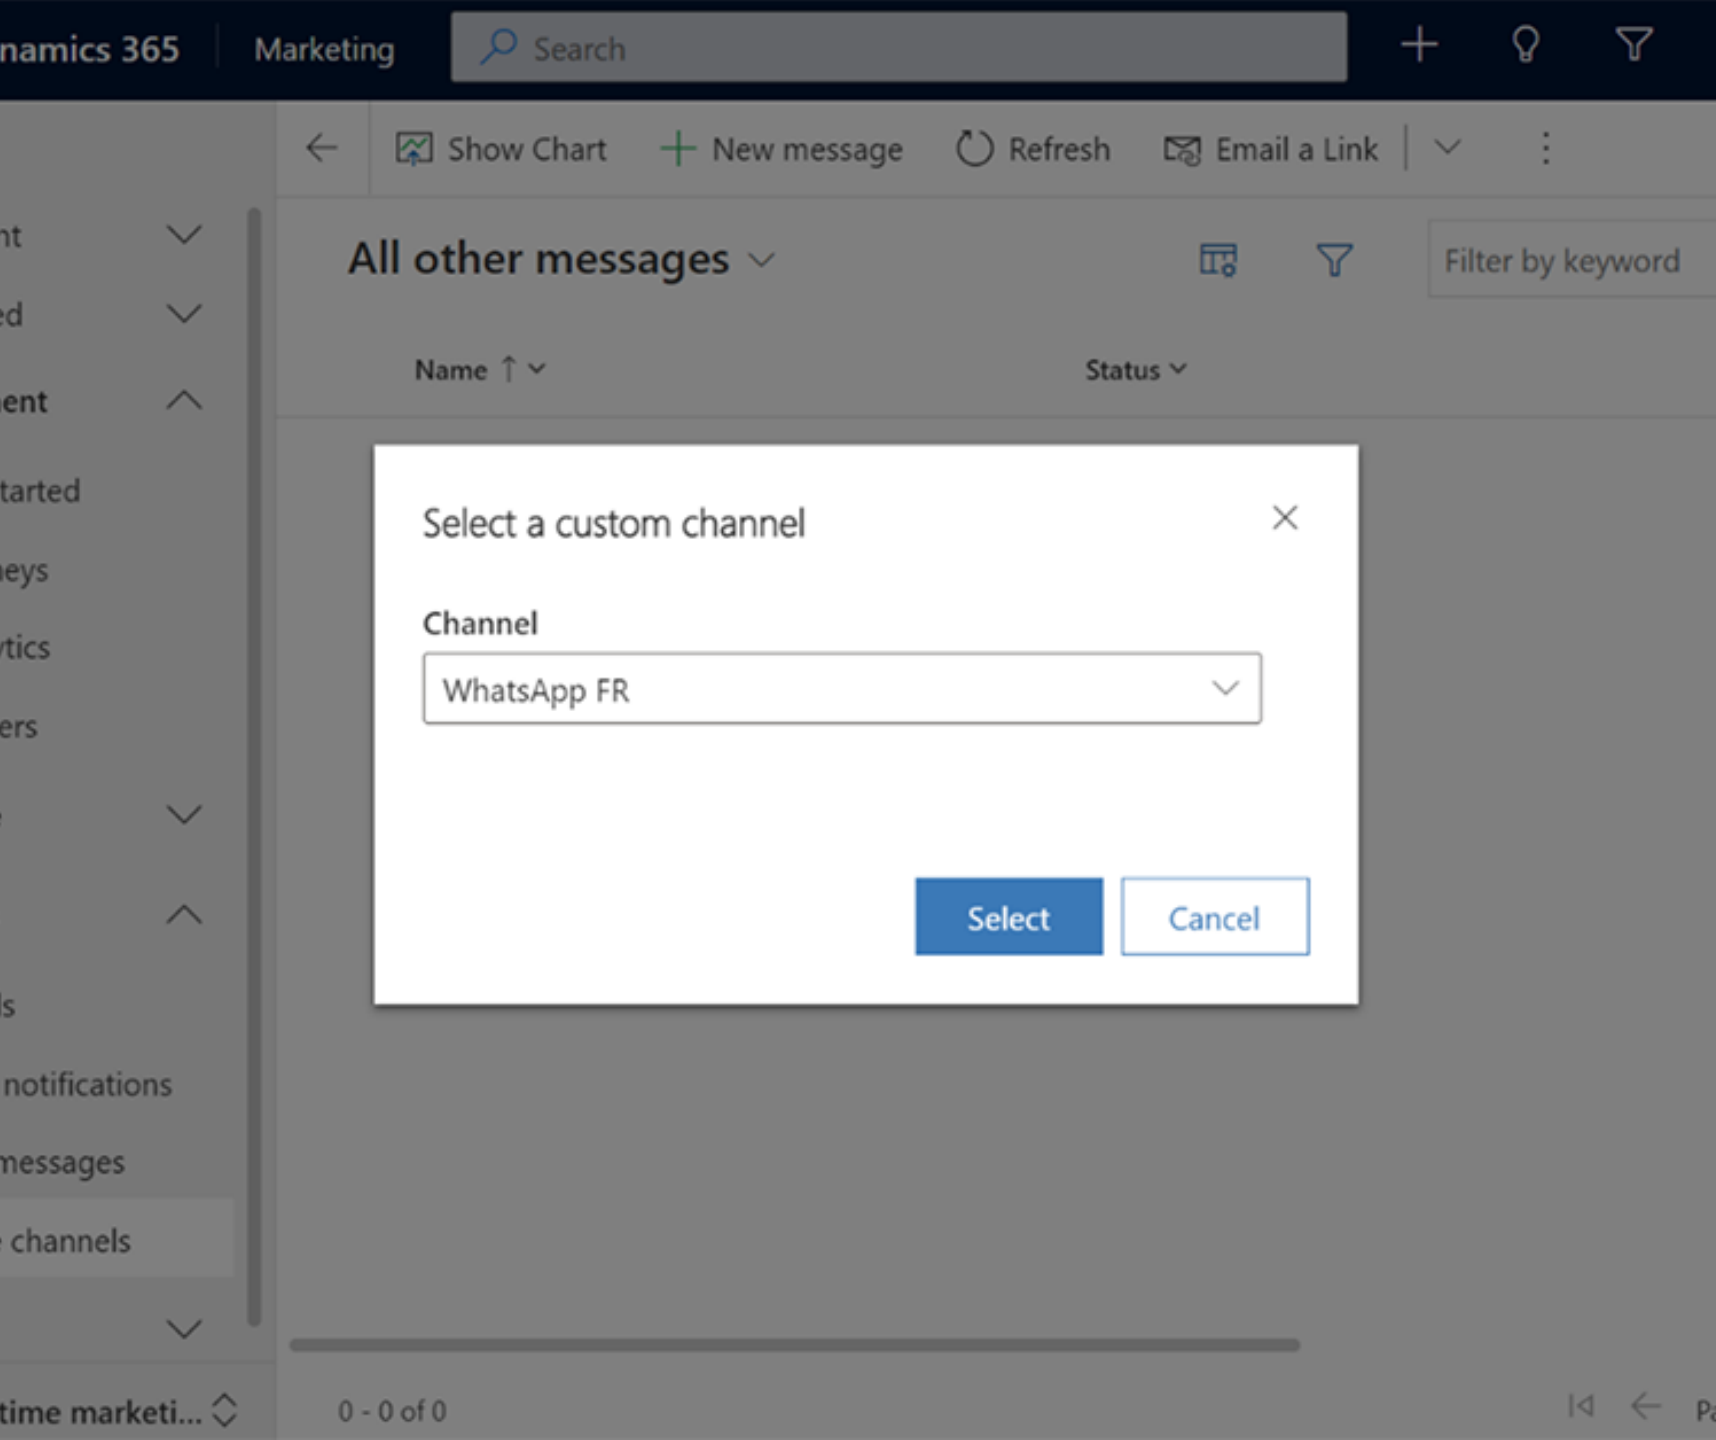 namics 365
Marketing
Search
Show Chart
New message
Refresh
Email a Link
nt
ed
ent
tarted
eys
tics
ers
ls
notifications
messages
channels
time marketi...
All other messages
Filter by keyword
Name
Status
Select a custom channel
Channel
WhatsApp FR
Select
Cancel
0 - 0 of 0